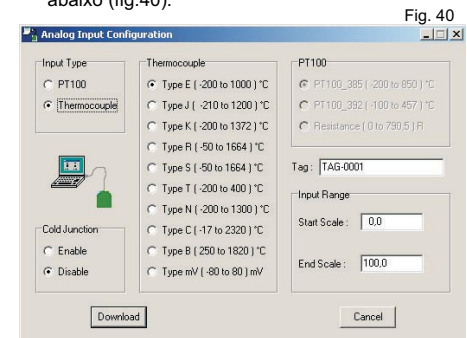 abaixo (fig.40).
Fig. 40
Analog Input Configuration
Input Type
PT100
Thermocouple
Cold Junction
Enable
Disable
Thermocouple
Type E ( -200 to 1000 ) °C
Type J ( -210 to 1200 ) °C
Type K ( -200 to 1372 ) °C
Type R ( -50 to 1664 ) °C
Type S ( -50 to 1664 ) °C
Type T ( -200 to 400 ) °C
Type N ( -200 to 1300 ) °C
Type C ( -17 to 2320 ) °C
Type B ( 250 to 1820 ) °C
Type mV ( -80 to 80 ) mV
PT100
PT100_385 ( -200 to 850 ) °C
PT100_392 ( -100 to 457 ) °C
Resistance ( 0 to 790,5 ) R
Tag : TAG-0001
Input Range
Start Scale : 0,0
End Scale : 100,0
Download
Cancel